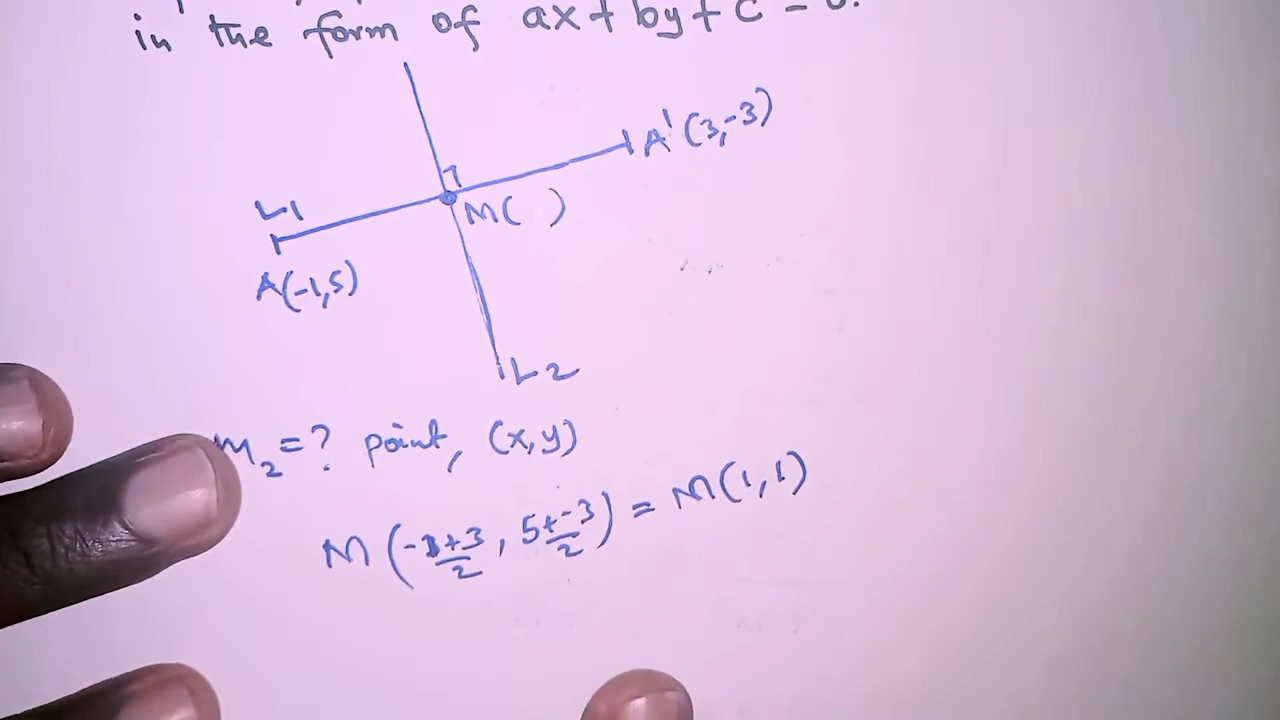 in the form of ax + by + c = 0.
A'(3,-3)
L1
M( )
A(-1,5)
L2
m2 = ? point, (x,y)
M(-1+3/2, 5+-3/2) = M(1,1)